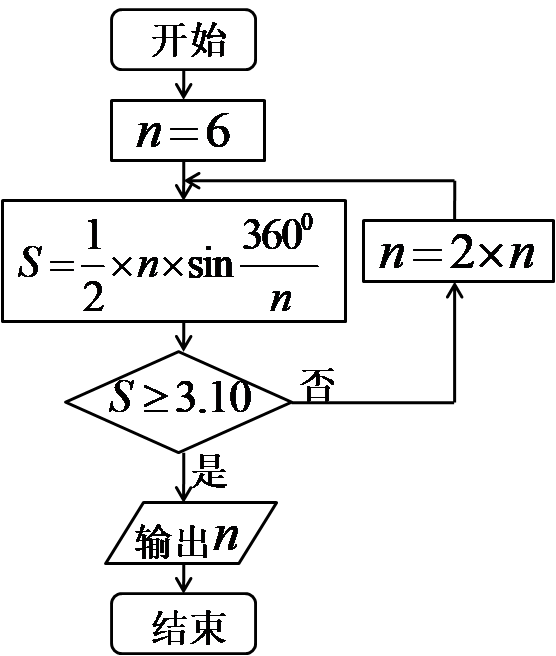 开始
n=6
S=1/2×n×sin 360⁰/n
n=2×n
S≥3.10
否
是
输出n
结束